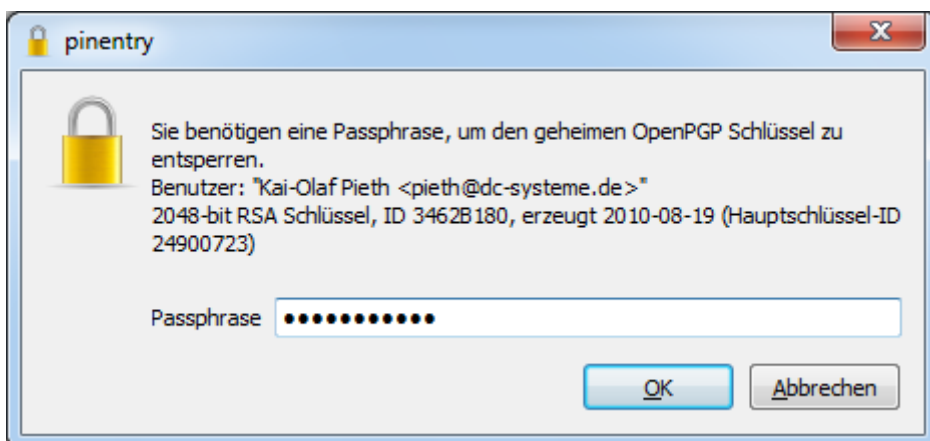 pinentry
Sie benötigen eine Passphrase, um den geheimen OpenPGP Schlüssel zu
entsperren.
Benutzer: "Kai-Olaf Pieth <pieth@dc-systeme.de>"
2048-bit RSA Schlüssel, ID 3462B180, erzeugt 2010-08-19 (Hauptschlüssel-ID
24900723)
Passphrase ●●●●●●●●●●●
OK Abbrechen